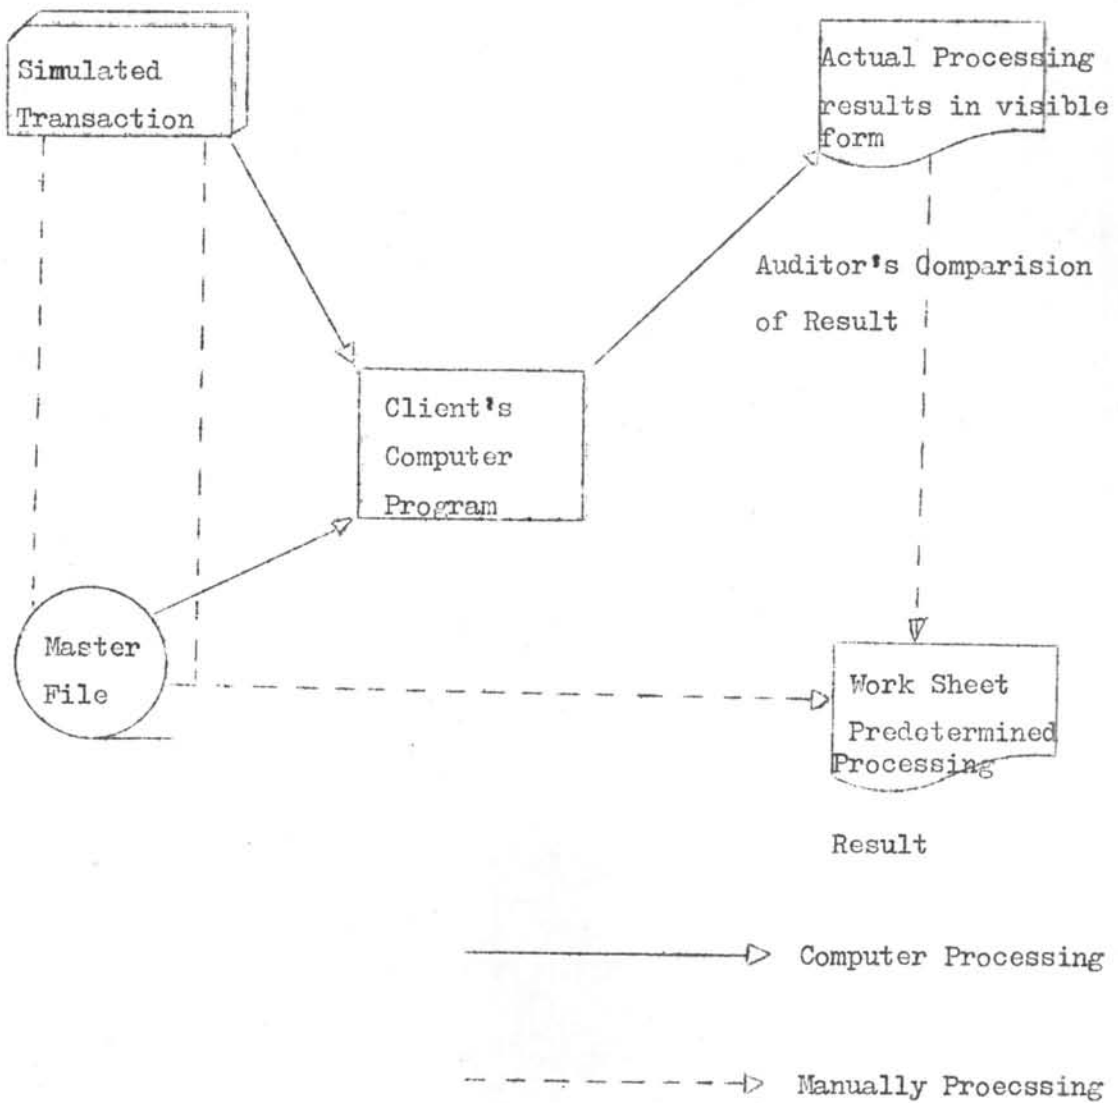 Simulated
Transaction
Actual Processing
results in visible
form
Auditor's Comparision
of Result
Client's
Computer
Program
Master
File
Work Sheet
Predetermined
Processing
Result
Computer Processing
Manually Proecssing